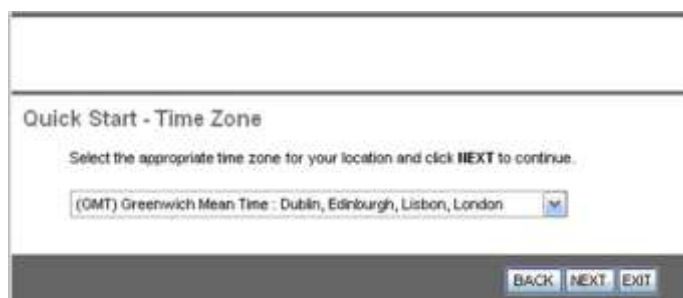 Quick Start - Time Zone
Select the appropriate time zone for your location and click NEXT to continue.
(GMT) Greenwich Mean Time : Dublin, Edinburgh, Lisbon, London
BACK NEXT EXIT